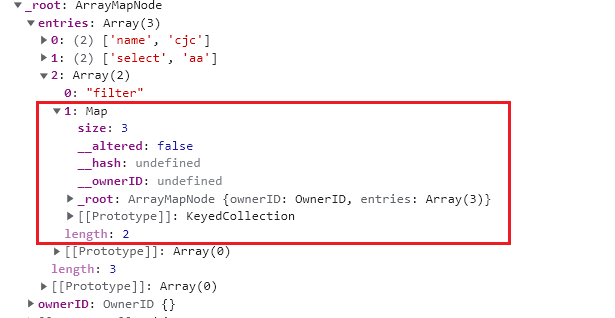 _root: ArrayMapNode
entries: Array(3)
0: (2) ['name', 'cjc']
1: (2) ['select', 'aa']
2: Array(2)
0: "filter"
1: Map
size: 3
__altered: false
__hash: undefined
__ownerID: undefined
_root: ArrayMapNode {ownerID: OwnerID, entries: Array(3)}
[[Prototype]]: KeyedCollection
length: 2
[[Prototype]]: Array(0)
length: 3
[[Prototype]]: Array(0)
ownerID: OwnerID {}